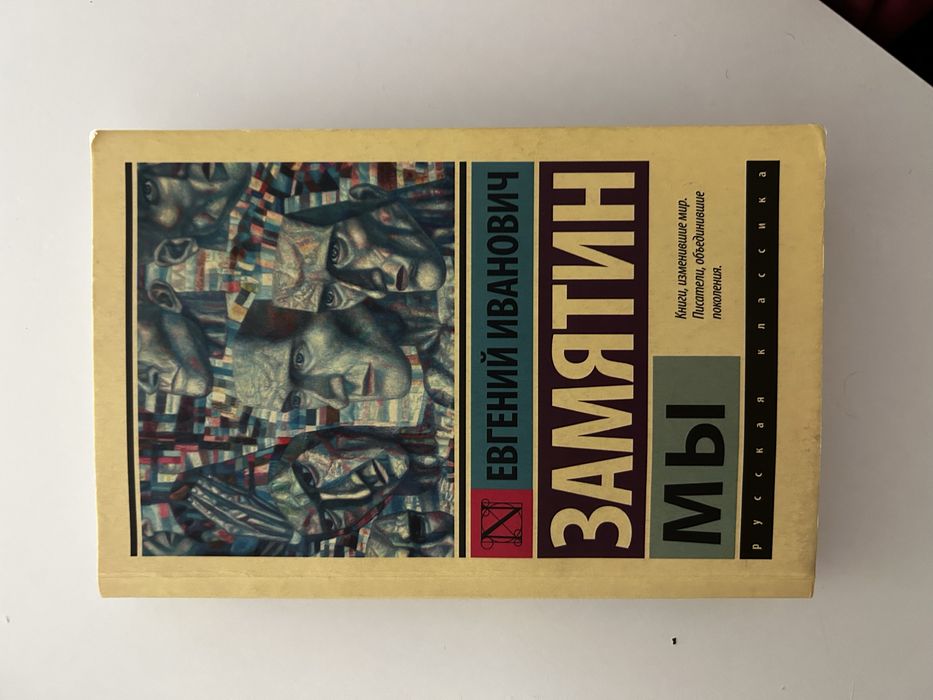 ЕВГЕНИЙ ИВАНОВИЧ
ЗАМЯТИН
МЫ
Книги, изменившие мир.
Писатели, объединившие
поколения.
русская классика